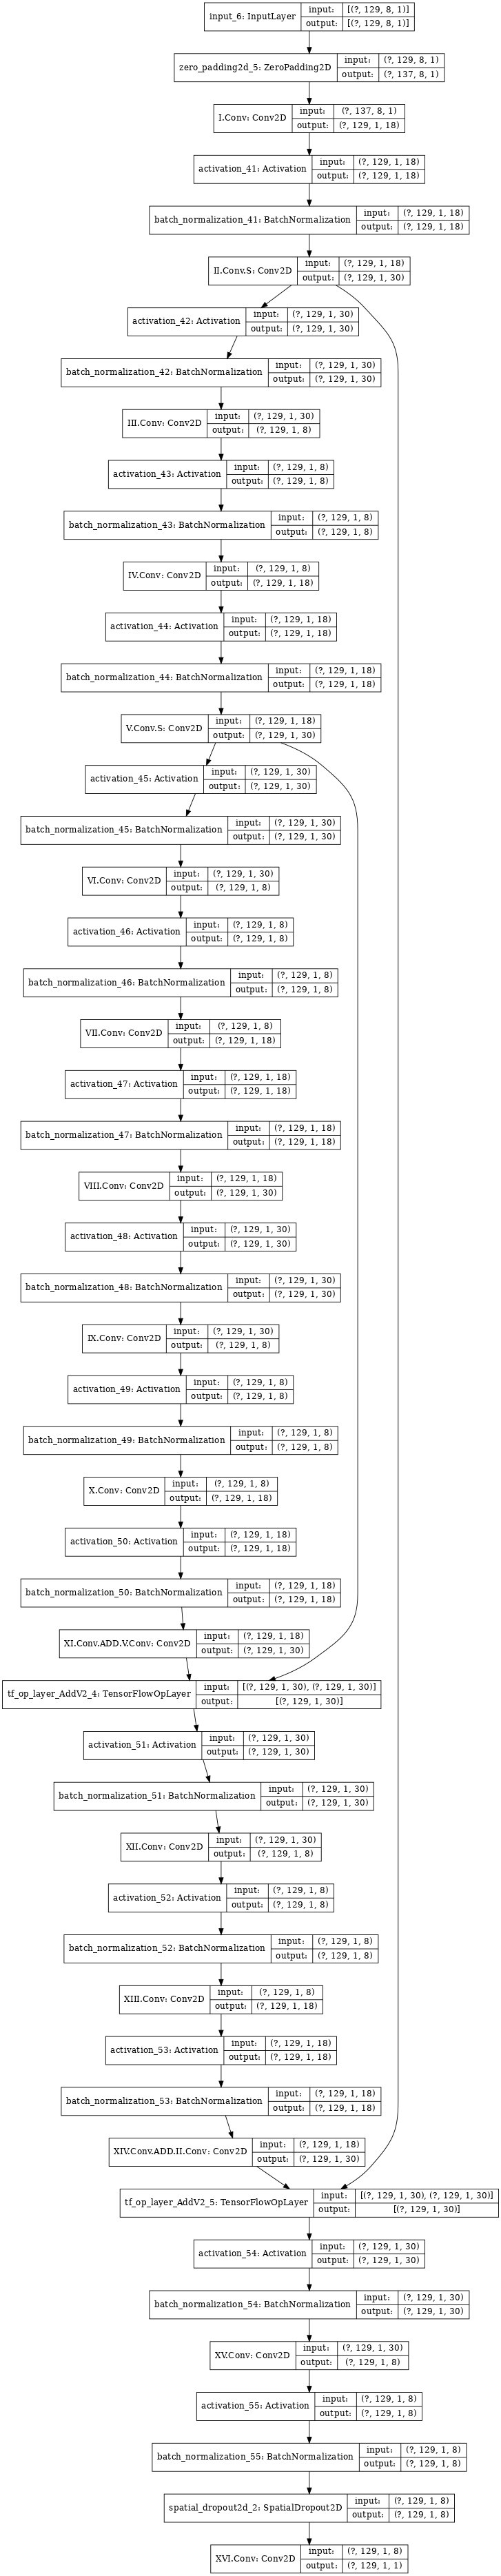 input_6: InputLayer
input: [(?, 129, 8, 1)]
output: [(?, 129, 8, 1)]
zero_padding2d_5: ZeroPadding2D
input: (?, 129, 8, 1)
output: (?, 137, 8, 1)
I.Conv: Conv2D
input: (?, 137, 8, 1)
output: (?, 129, 1, 18)
activation_41: Activation
input: (?, 129, 1, 18)
output: (?, 129, 1, 18)
batch_normalization_41: BatchNormalization
input: (?, 129, 1, 18)
output: (?, 129, 1, 18)
II.Conv.S: Conv2D
input: (?, 129, 1, 18)
output: (?, 129, 1, 30)
activation_42: Activation
input: (?, 129, 1, 30)
output: (?, 129, 1, 30)
batch_normalization_42: BatchNormalization
input: (?, 129, 1, 30)
output: (?, 129, 1, 30)
III.Conv: Conv2D
input: (?, 129, 1, 30)
output: (?, 129, 1, 8)
activation_43: Activation
input: (?, 129, 1, 8)
output: (?, 129, 1, 8)
batch_normalization_43: BatchNormalization
input: (?, 129, 1, 8)
output: (?, 129, 1, 8)
IV.Conv: Conv2D
input: (?, 129, 1, 8)
output: (?, 129, 1, 18)
activation_44: Activation
input: (?, 129, 1, 18)
output: (?, 129, 1, 18)
batch_normalization_44: BatchNormalization
input: (?, 129, 1, 18)
output: (?, 129, 1, 18)
V.Conv.S: Conv2D
input: (?, 129, 1, 18)
output: (?, 129, 1, 30)
activation_45: Activation
input: (?, 129, 1, 30)
output: (?, 129, 1, 30)
batch_normalization_45: BatchNormalization
input: (?, 129, 1, 30)
output: (?, 129, 1, 30)
VI.Conv: Conv2D
input: (?, 129, 1, 30)
output: (?, 129, 1, 8)
activation_46: Activation
input: (?, 129, 1, 8)
output: (?, 129, 1, 8)
batch_normalization_46: BatchNormalization
input: (?, 129, 1, 8)
output: (?, 129, 1, 8)
VII.Conv: Conv2D
input: (?, 129, 1, 8)
output: (?, 129, 1, 18)
activation_47: Activation
input: (?, 129, 1, 18)
output: (?, 129, 1, 18)
batch_normalization_47: BatchNormalization
input: (?, 129, 1, 18)
output: (?, 129, 1, 18)
VIII.Conv: Conv2D
input: (?, 129, 1, 18)
output: (?, 129, 1, 30)
activation_48: Activation
input: (?, 129, 1, 30)
output: (?, 129, 1, 30)
batch_normalization_48: BatchNormalization
input: (?, 129, 1, 30)
output: (?, 129, 1, 30)
IX.Conv: Conv2D
input: (?, 129, 1, 30)
output: (?, 129, 1, 8)
activation_49: Activation
input: (?, 129, 1, 8)
output: (?, 129, 1, 8)
batch_normalization_49: BatchNormalization
input: (?, 129, 1, 8)
output: (?, 129, 1, 8)
X.Conv: Conv2D
input: (?, 129, 1, 8)
output: (?, 129, 1, 18)
activation_50: Activation
input: (?, 129, 1, 18)
output: (?, 129, 1, 18)
batch_normalization_50: BatchNormalization
input: (?, 129, 1, 18)
output: (?, 129, 1, 18)
XI.Conv.ADD.V.Conv: Conv2D
input: (?, 129, 1, 18)
output: (?, 129, 1, 30)
tf_op_layer_AddV2_4: TensorFlowOpLayer
input: [(?, 129, 1, 30), (?, 129, 1, 30)]
output: [(?, 129, 1, 30)]
activation_51: Activation
input: (?, 129, 1, 30)
output: (?, 129, 1, 30)
batch_normalization_51: BatchNormalization
input: (?, 129, 1, 30)
output: (?, 129, 1, 30)
XII.Conv: Conv2D
input: (?, 129, 1, 30)
output: (?, 129, 1, 8)
activation_52: Activation
input: (?, 129, 1, 8)
output: (?, 129, 1, 8)
batch_normalization_52: BatchNormalization
input: (?, 129, 1, 8)
output: (?, 129, 1, 8)
XIII.Conv: Conv2D
input: (?, 129, 1, 8)
output: (?, 129, 1, 18)
activation_53: Activation
input: (?, 129, 1, 18)
output: (?, 129, 1, 18)
batch_normalization_53: BatchNormalization
input: (?, 129, 1, 18)
output: (?, 129, 1, 18)
XIV.Conv.ADD.II.Conv: Conv2D
input: (?, 129, 1, 18)
output: (?, 129, 1, 30)
tf_op_layer_AddV2_5: TensorFlowOpLayer
input: [(?, 129, 1, 30), (?, 129, 1, 30)]
output: [(?, 129, 1, 30)]
activation_54: Activation
input: (?, 129, 1, 30)
output: (?, 129, 1, 30)
batch_normalization_54: BatchNormalization
input: (?, 129, 1, 30)
output: (?, 129, 1, 30)
XV.Conv: Conv2D
input: (?, 129, 1, 30)
output: (?, 129, 1, 8)
activation_55: Activation
input: (?, 129, 1, 8)
output: (?, 129, 1, 8)
batch_normalization_55: BatchNormalization
input: (?, 129, 1, 8)
output: (?, 129, 1, 8)
spatial_dropout2d_2: SpatialDropout2D
input: (?, 129, 1, 8)
output: (?, 129, 1, 8)
XVI.Conv: Conv2D
input: (?, 129, 1, 8)
output: (?, 129, 1, 1)